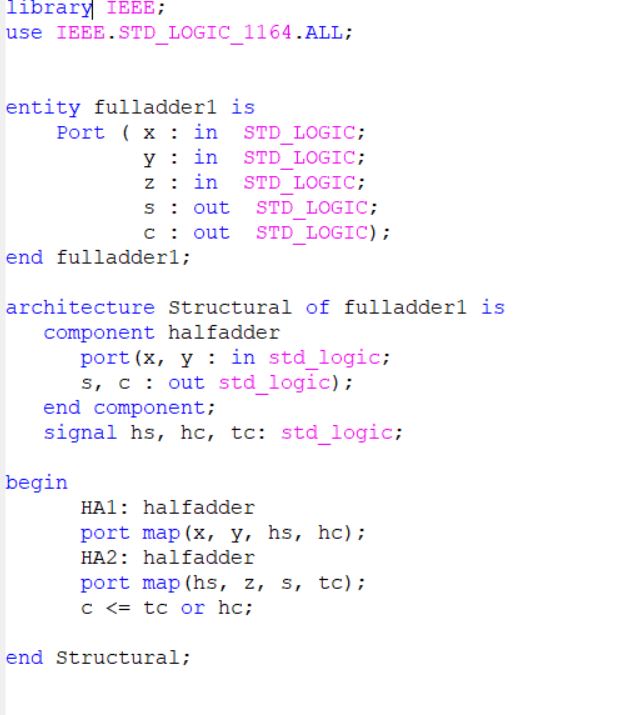 library IEEE;
use IEEE.STD_LOGIC_1164.ALL;
entity fulladder1 is
Port ( x : in STD_LOGIC;
y : in STD_LOGIC;
z : in STD_LOGIC;
s : out STD_LOGIC;
c : out STD_LOGIC);
end fulladder1;
architecture Structural of fulladder1 is
component halfadder
port(x, y : in std_logic;
s, c : out std_logic);
end component;
signal hs, hc, tc: std_logic;
begin
HA1: halfadder
port map(x, y, hs, hc);
HA2: halfadder
port map(hs, z, s, tc);
c <= tc or hc;
end Structural;